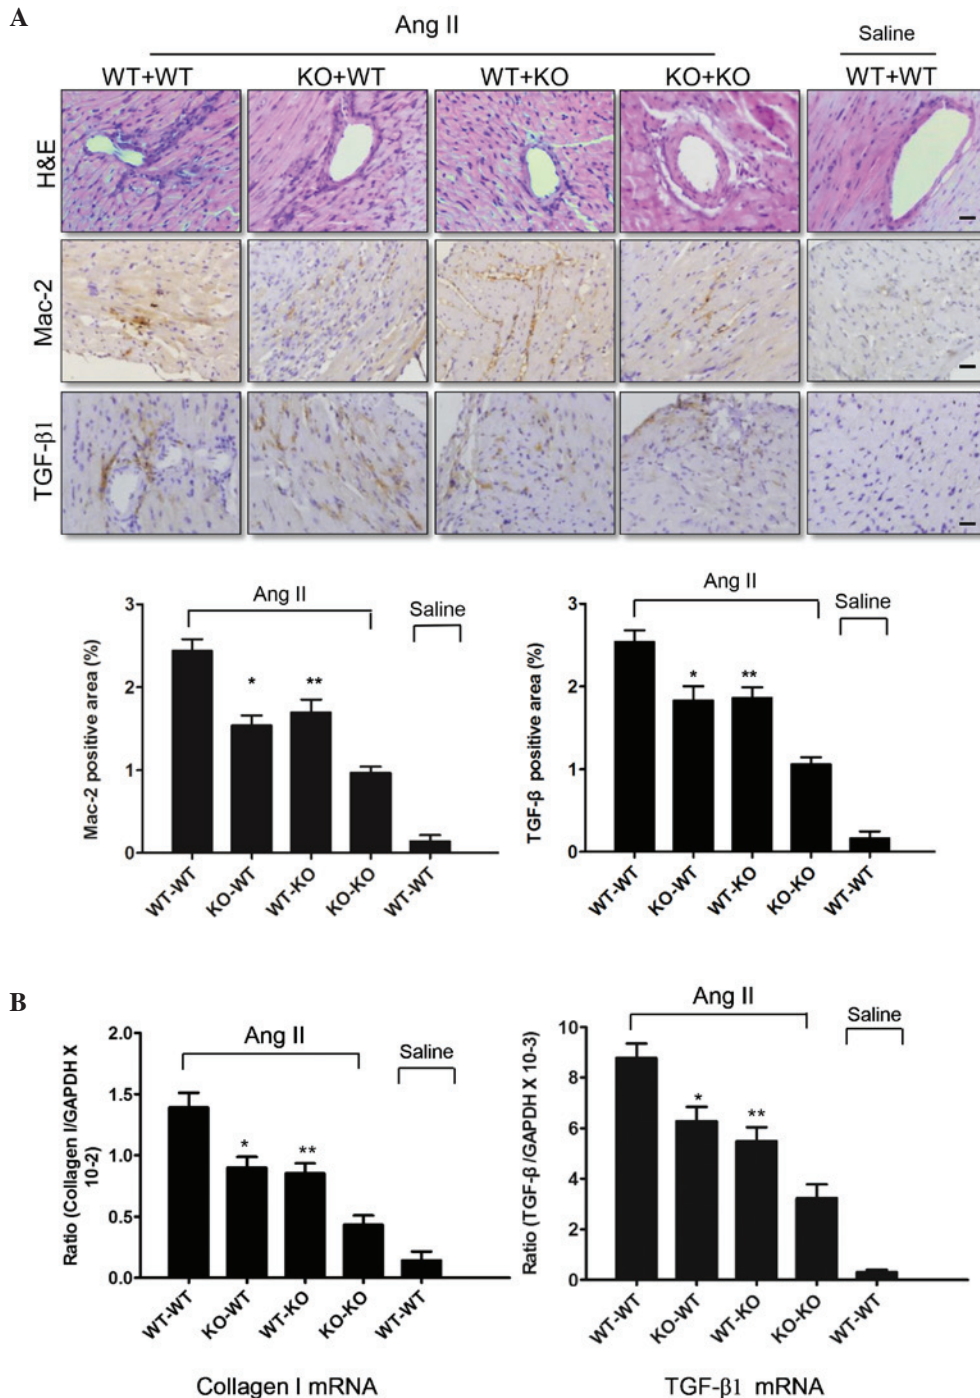 A
Ang II
Saline
WT+WT KO+WT WT+KO KO+KO WT+WT
H&E
Mac-2
TGF-β1
Mac-2 positive area (%)
3
2
1
0
Ang II
Saline
*
**
WT-WT
KO-WT
WT-KO
KO-KO
WT-WT
TGF-β positive area (%)
3
2
1
0
Ang II
Saline
*
**
WT-WT
KO-WT
WT-KO
KO-KO
WT-WT
B
Ratio (Collagen I/GAPDH X
10-2)
2.0
1.5
1.0
0.5
0.0
Ang II
Saline
*
**
WT-WT
KO-WT
WT-KO
KO-KO
WT-WT
Collagen I mRNA
Ratio (TGF-β /GAPDH X 10-3)
10
8
6
4
2
0
Ang II
Saline
*
**
WT-WT
KO-WT
WT-KO
KO-KO
WT-WT
TGF-β1 mRNA